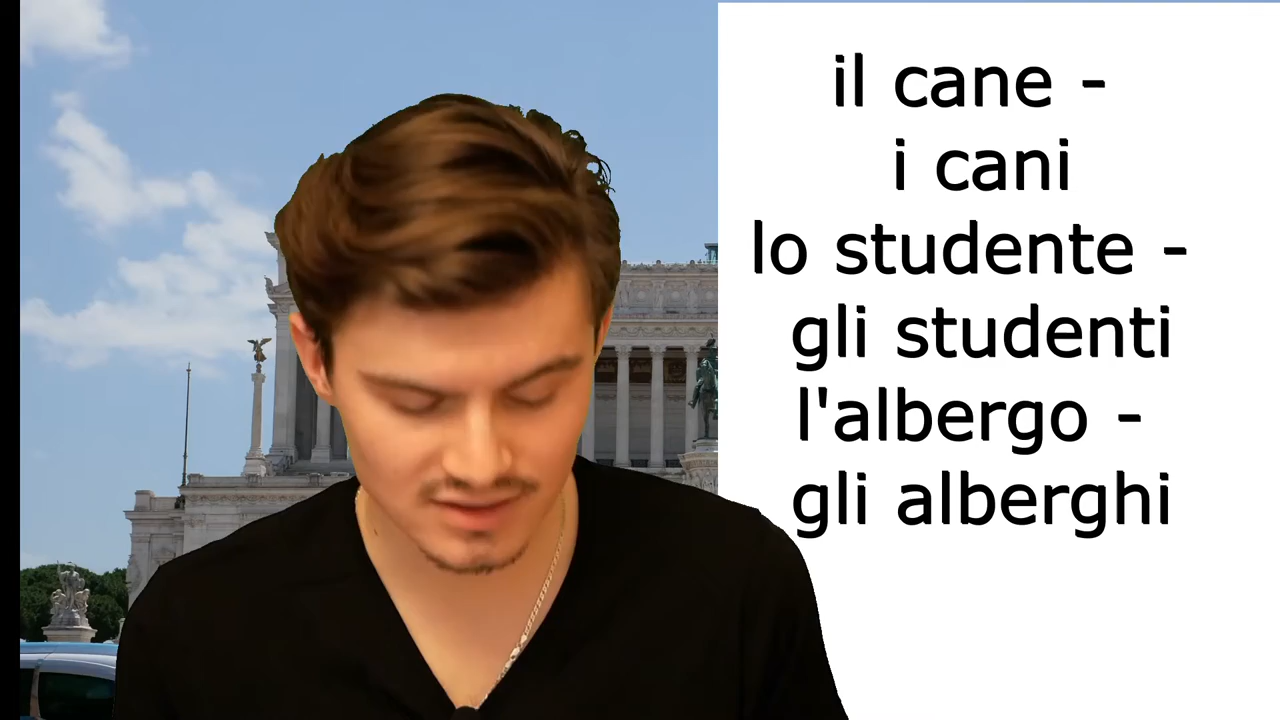 il cane -
i cani
lo studente -
gli studenti
l'albergo -
gli alberghi